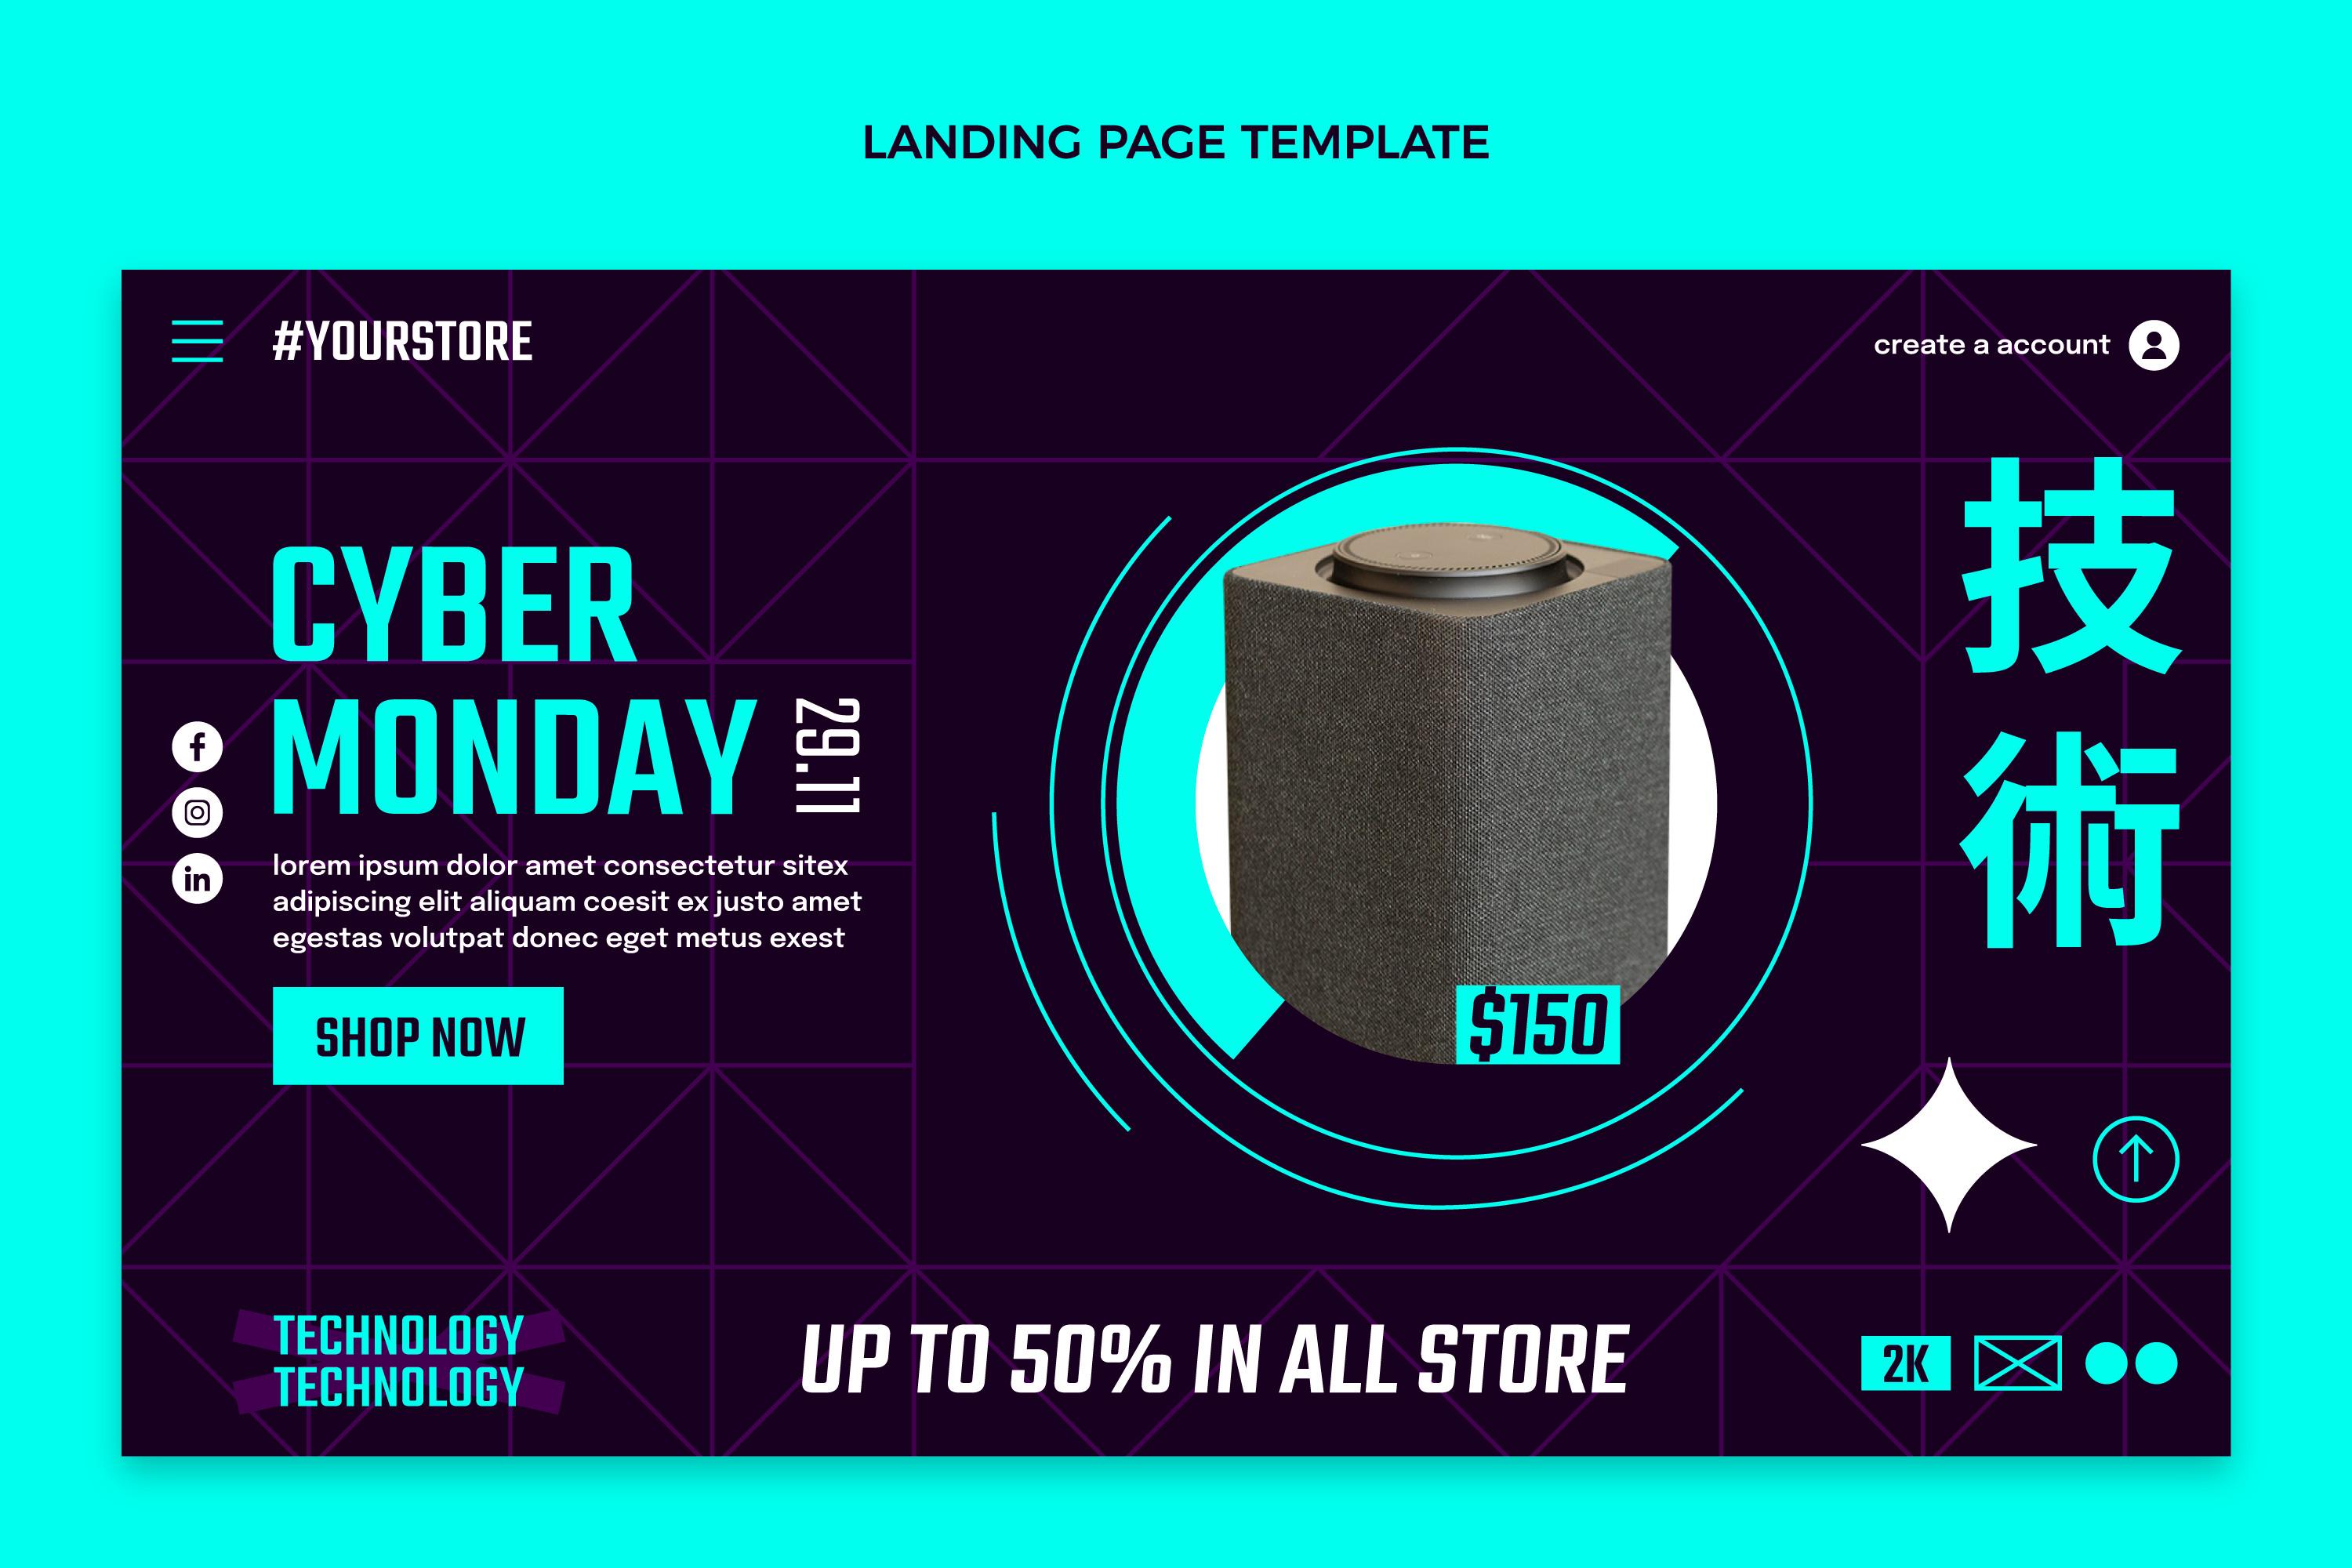 LANDING PAGE TEMPLATE
#YOURSTORE
create a account
CYBER
MONDAY
29.11
lorem ipsum dolor amet consectetur sitex
adipiscing elit aliquam coesit ex justo amet
egestas volutpat donec eget metus exest
SHOP NOW
$150
技
術
TECHNOLOGY
TECHNOLOGY
UP TO 50% IN ALL STORE
2K
f
in